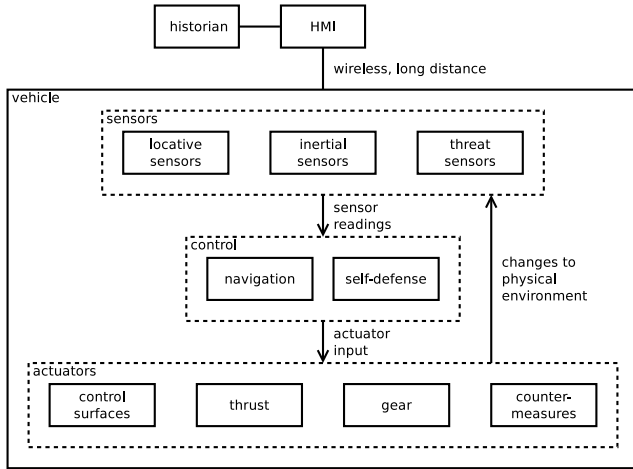 historian
HMI
wireless, long distance
vehicle
sensors
locative
sensors
inertial
sensors
threat
sensors
sensor
readings
control
navigation
self-defense
changes to
physical
environment
actuator
input
actuators
control
surfaces
thrust
gear
counter-
measures